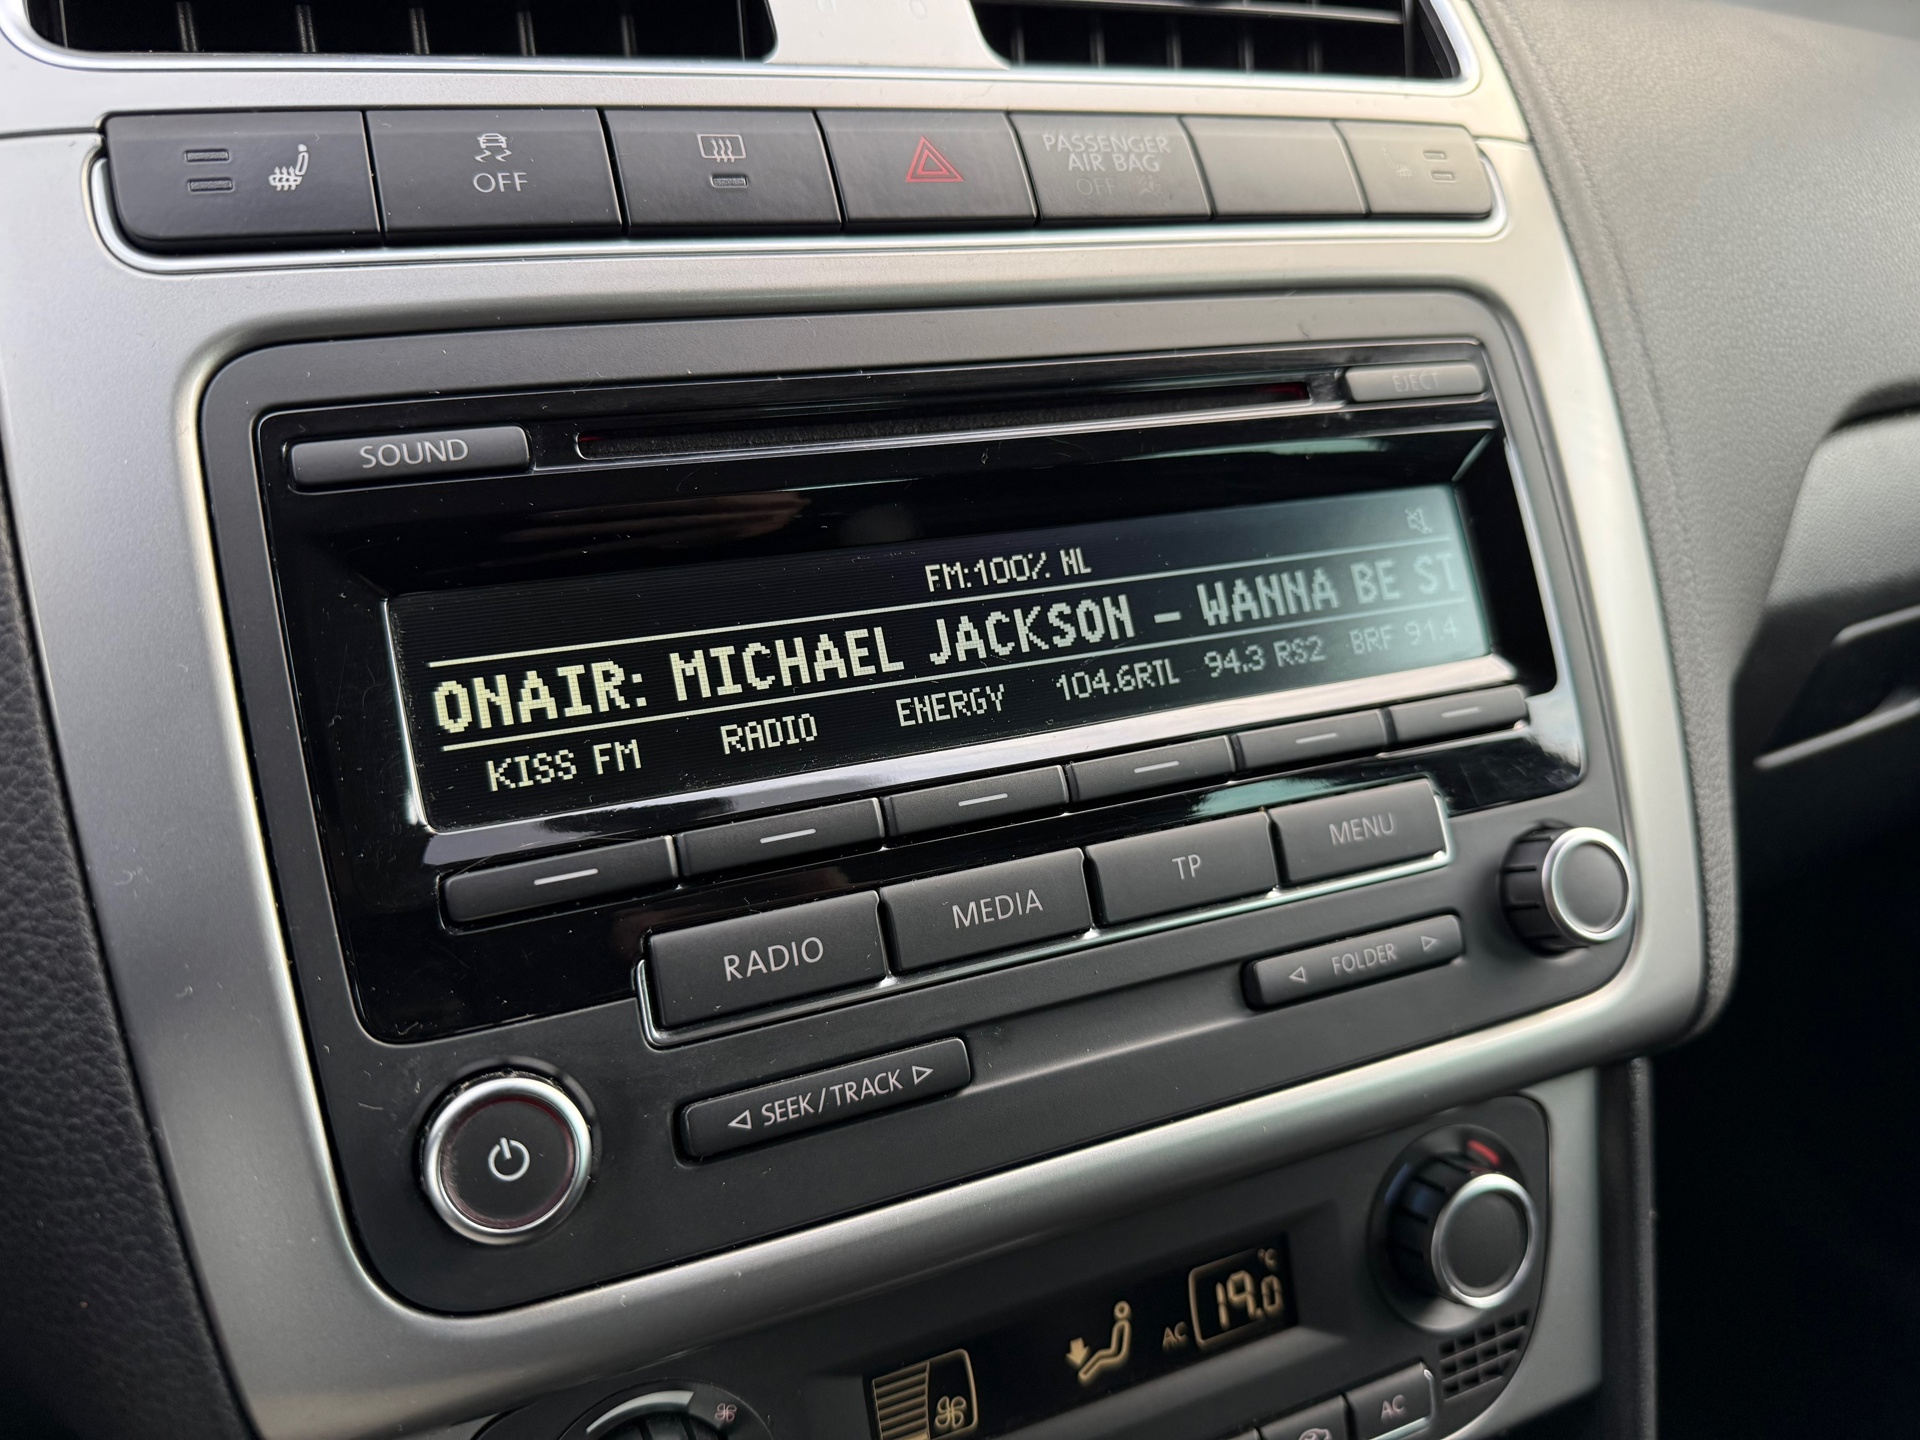 OFF
PASSENGER
AIR BAG
OFF
EJECT
SOUND
FM:100% NL
ONAIR: MICHAEL JACKSON - WANNA BE ST
KISS FM RADIO ENERGY 104.6RTL 94.3 RS2 BRF 91.4
RADIO MEDIA TP MENU
FOLDER
SEEK/TRACK
AC 19.0 °C
AC